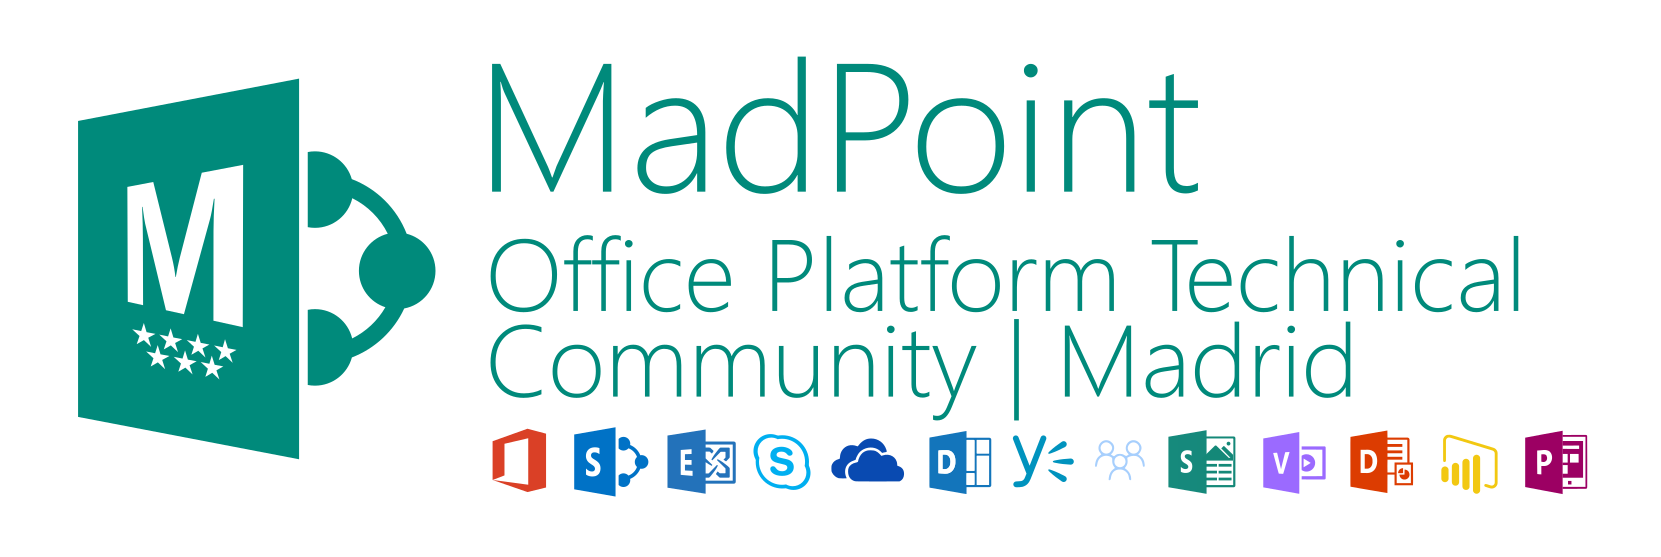 M
MadPoint
Office Platform Technical
Community | Madrid
S E S D S V D P